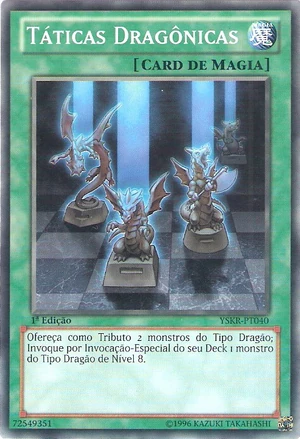 Táticas Dragônicas
[Card de Magia]
1ª Edição
YSKR-PT040
Ofereça como Tributo 2 monstros do Tipo Dragão;
Invoque por Invocação-Especial do seu Deck 1 monstro
do Tipo Dragão de Nível 8.
72549351
©1996 KAZUKI TAKAHASHI